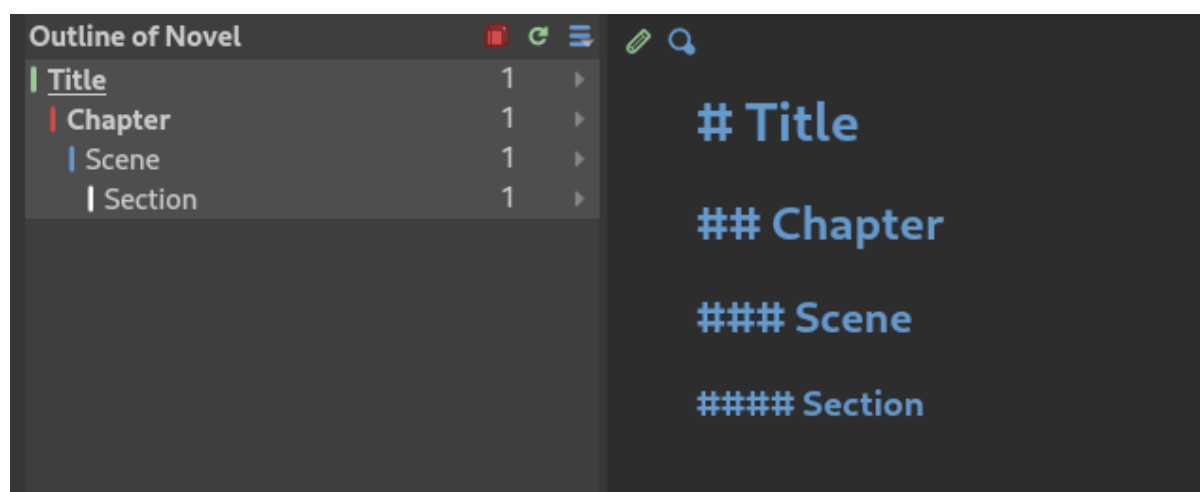 Outline of Novel
Title 1
Chapter 1
Scene 1
Section 1
# Title
## Chapter
### Scene
#### Section